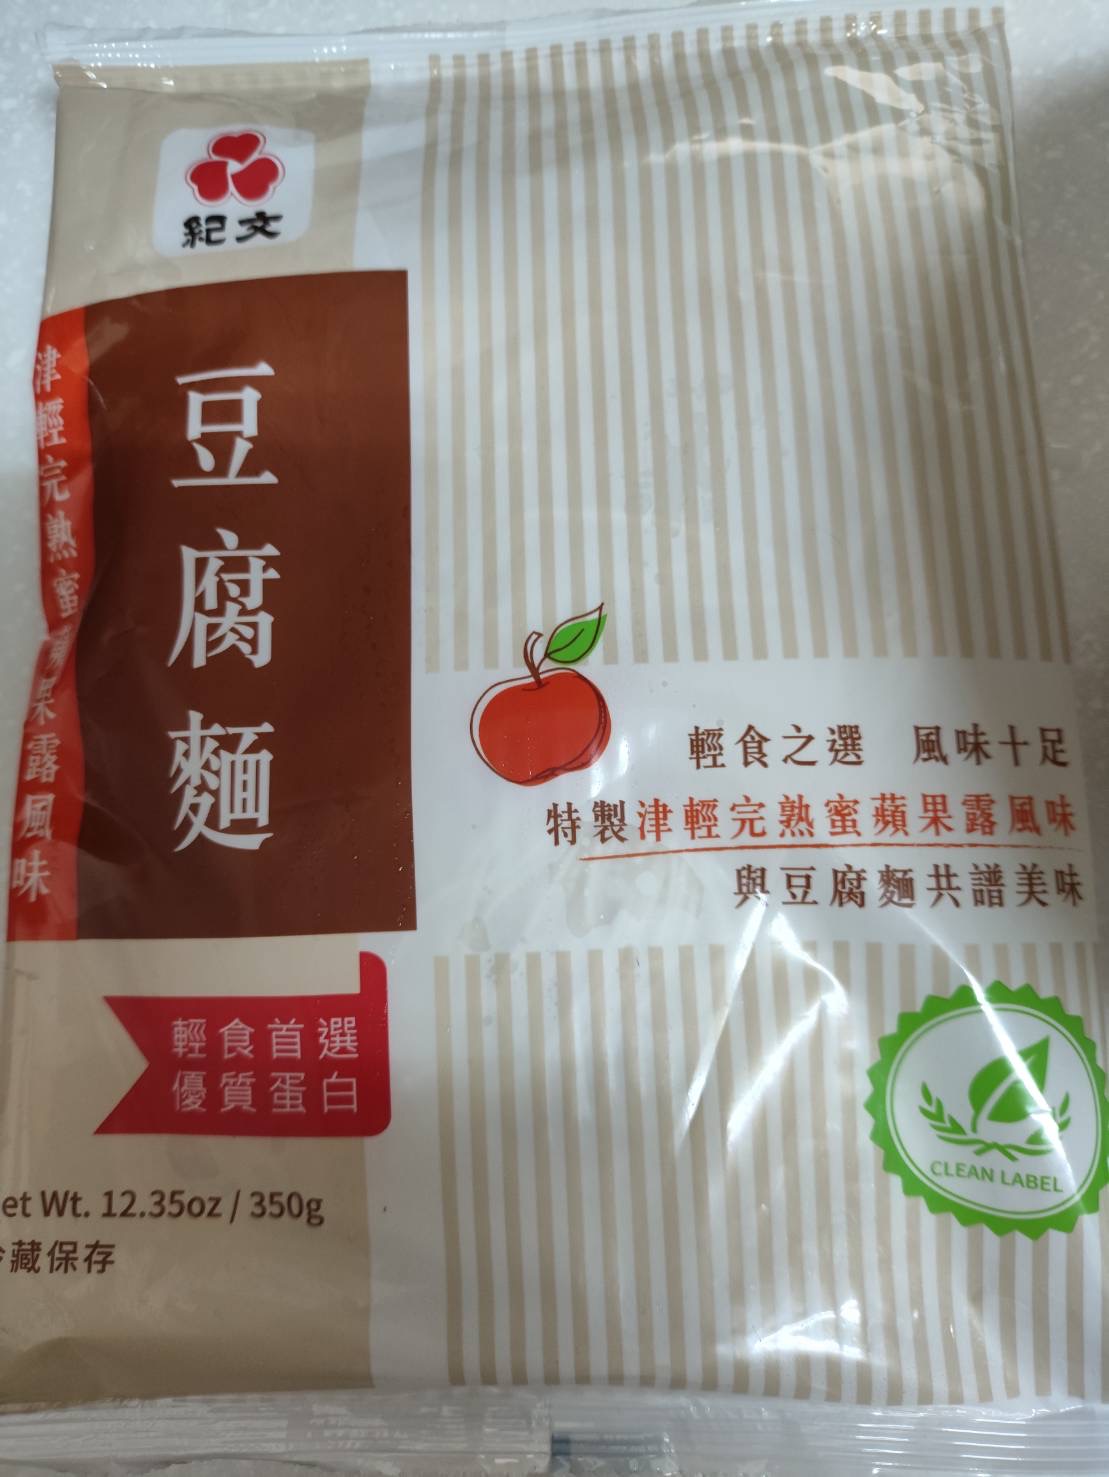 紀文
豆腐麵
津輕完熟蜜蘋果露風味
輕食之選 風味十足
特製津輕完熟蜜蘋果露風味
與豆腐麵共譜美味
輕食首選
優質蛋白
et Wt. 12.35oz / 350g
藏保存
CLEAN LABEL